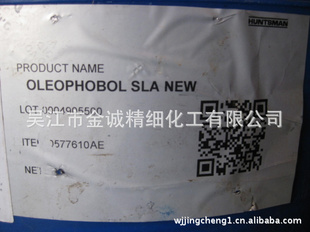 HUNTSMAN
PRODUCT NAME
OLEOPHOBOL SLA NEW
LOT 0004905500
吴江市金诚精细化工有限公司
ITE 0577610AE
NET
wjjingcheng1.cn.alibaba.com